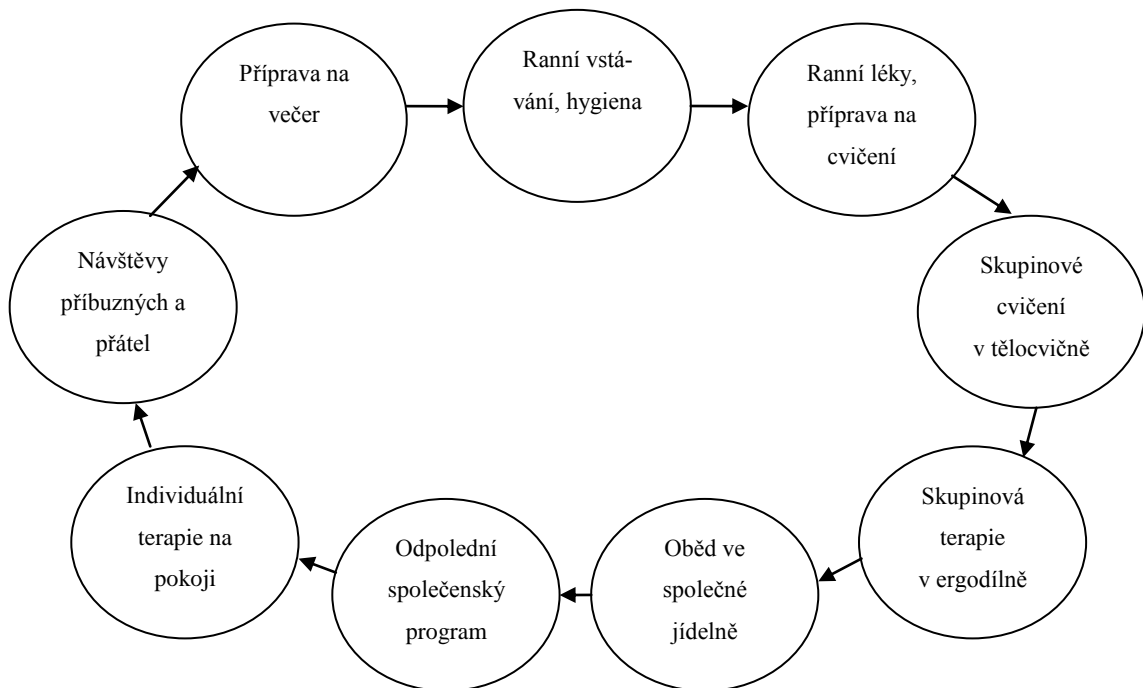 Příprava na
večer
Ranní vstá-
vání, hygiena
Ranní léky,
příprava na
cvičení
Skupinové
cvičení
v tělocvičně
Skupinová
terapie
v ergodílně
Oběd ve
společné
jídelně
Odpolední
společenský
program
Individuální
terapie na
pokoji
Návštěvy
příbuzných a
přátel